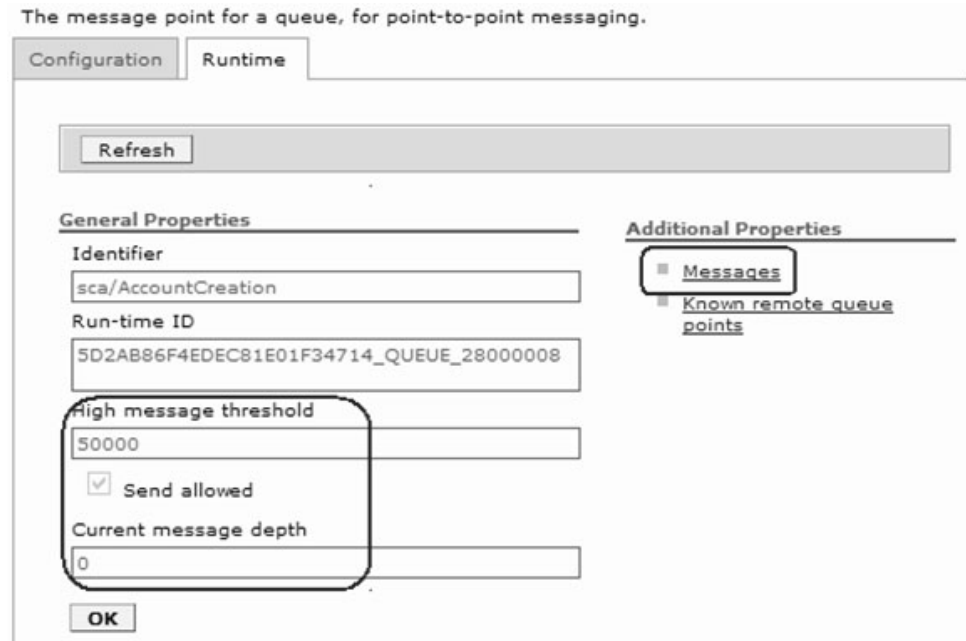 The message point for a queue, for point-to-point messaging.
Configuration
Runtime
Refresh
General Properties
Identifier
sca/AccountCreation
Run-time ID
5D2AB86F4EDEC81E01F34714_QUEUE_28000008
High message threshold
50000
Send allowed
Current message depth
0
OK
Additional Properties
Messages
Known remote queue
points